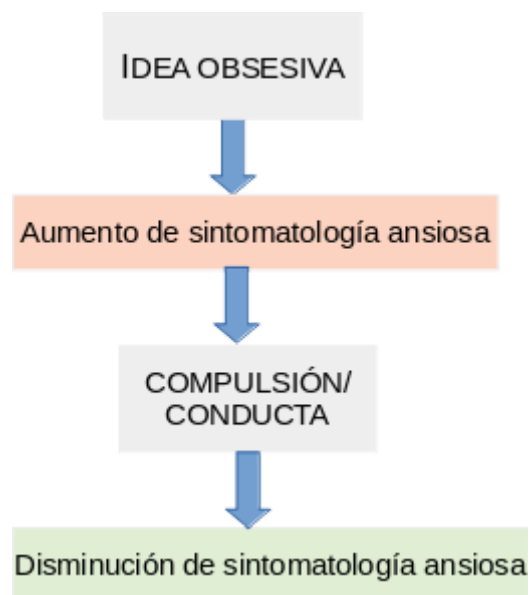 IDEA OBSESIVA
Aumento de sintomatología ansiosa
COMPULSIÓN/
CONDUCTA
Disminución de sintomatología ansiosa